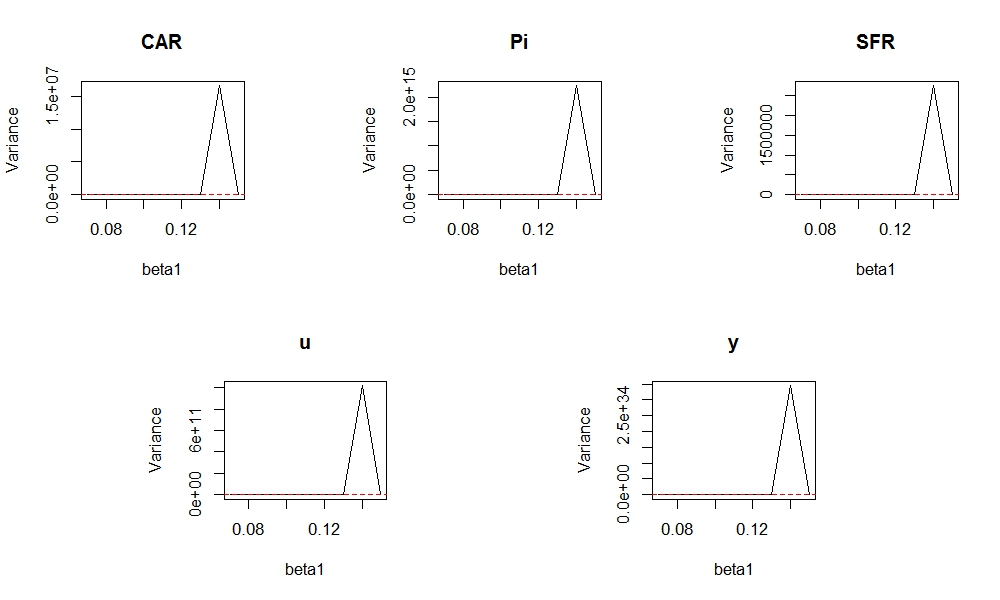 CAR
Variance
0.0e+00 1.5e+07
0.08 0.12
beta1
Pi
Variance
0.0e+00 2.0e+15
0.08 0.12
beta1
SFR
Variance
0 1500000
0.08 0.12
beta1
u
Variance
0e+00 6e+11
0.08 0.12
beta1
y
Variance
0.0e+00 2.5e+34
0.08 0.12
beta1